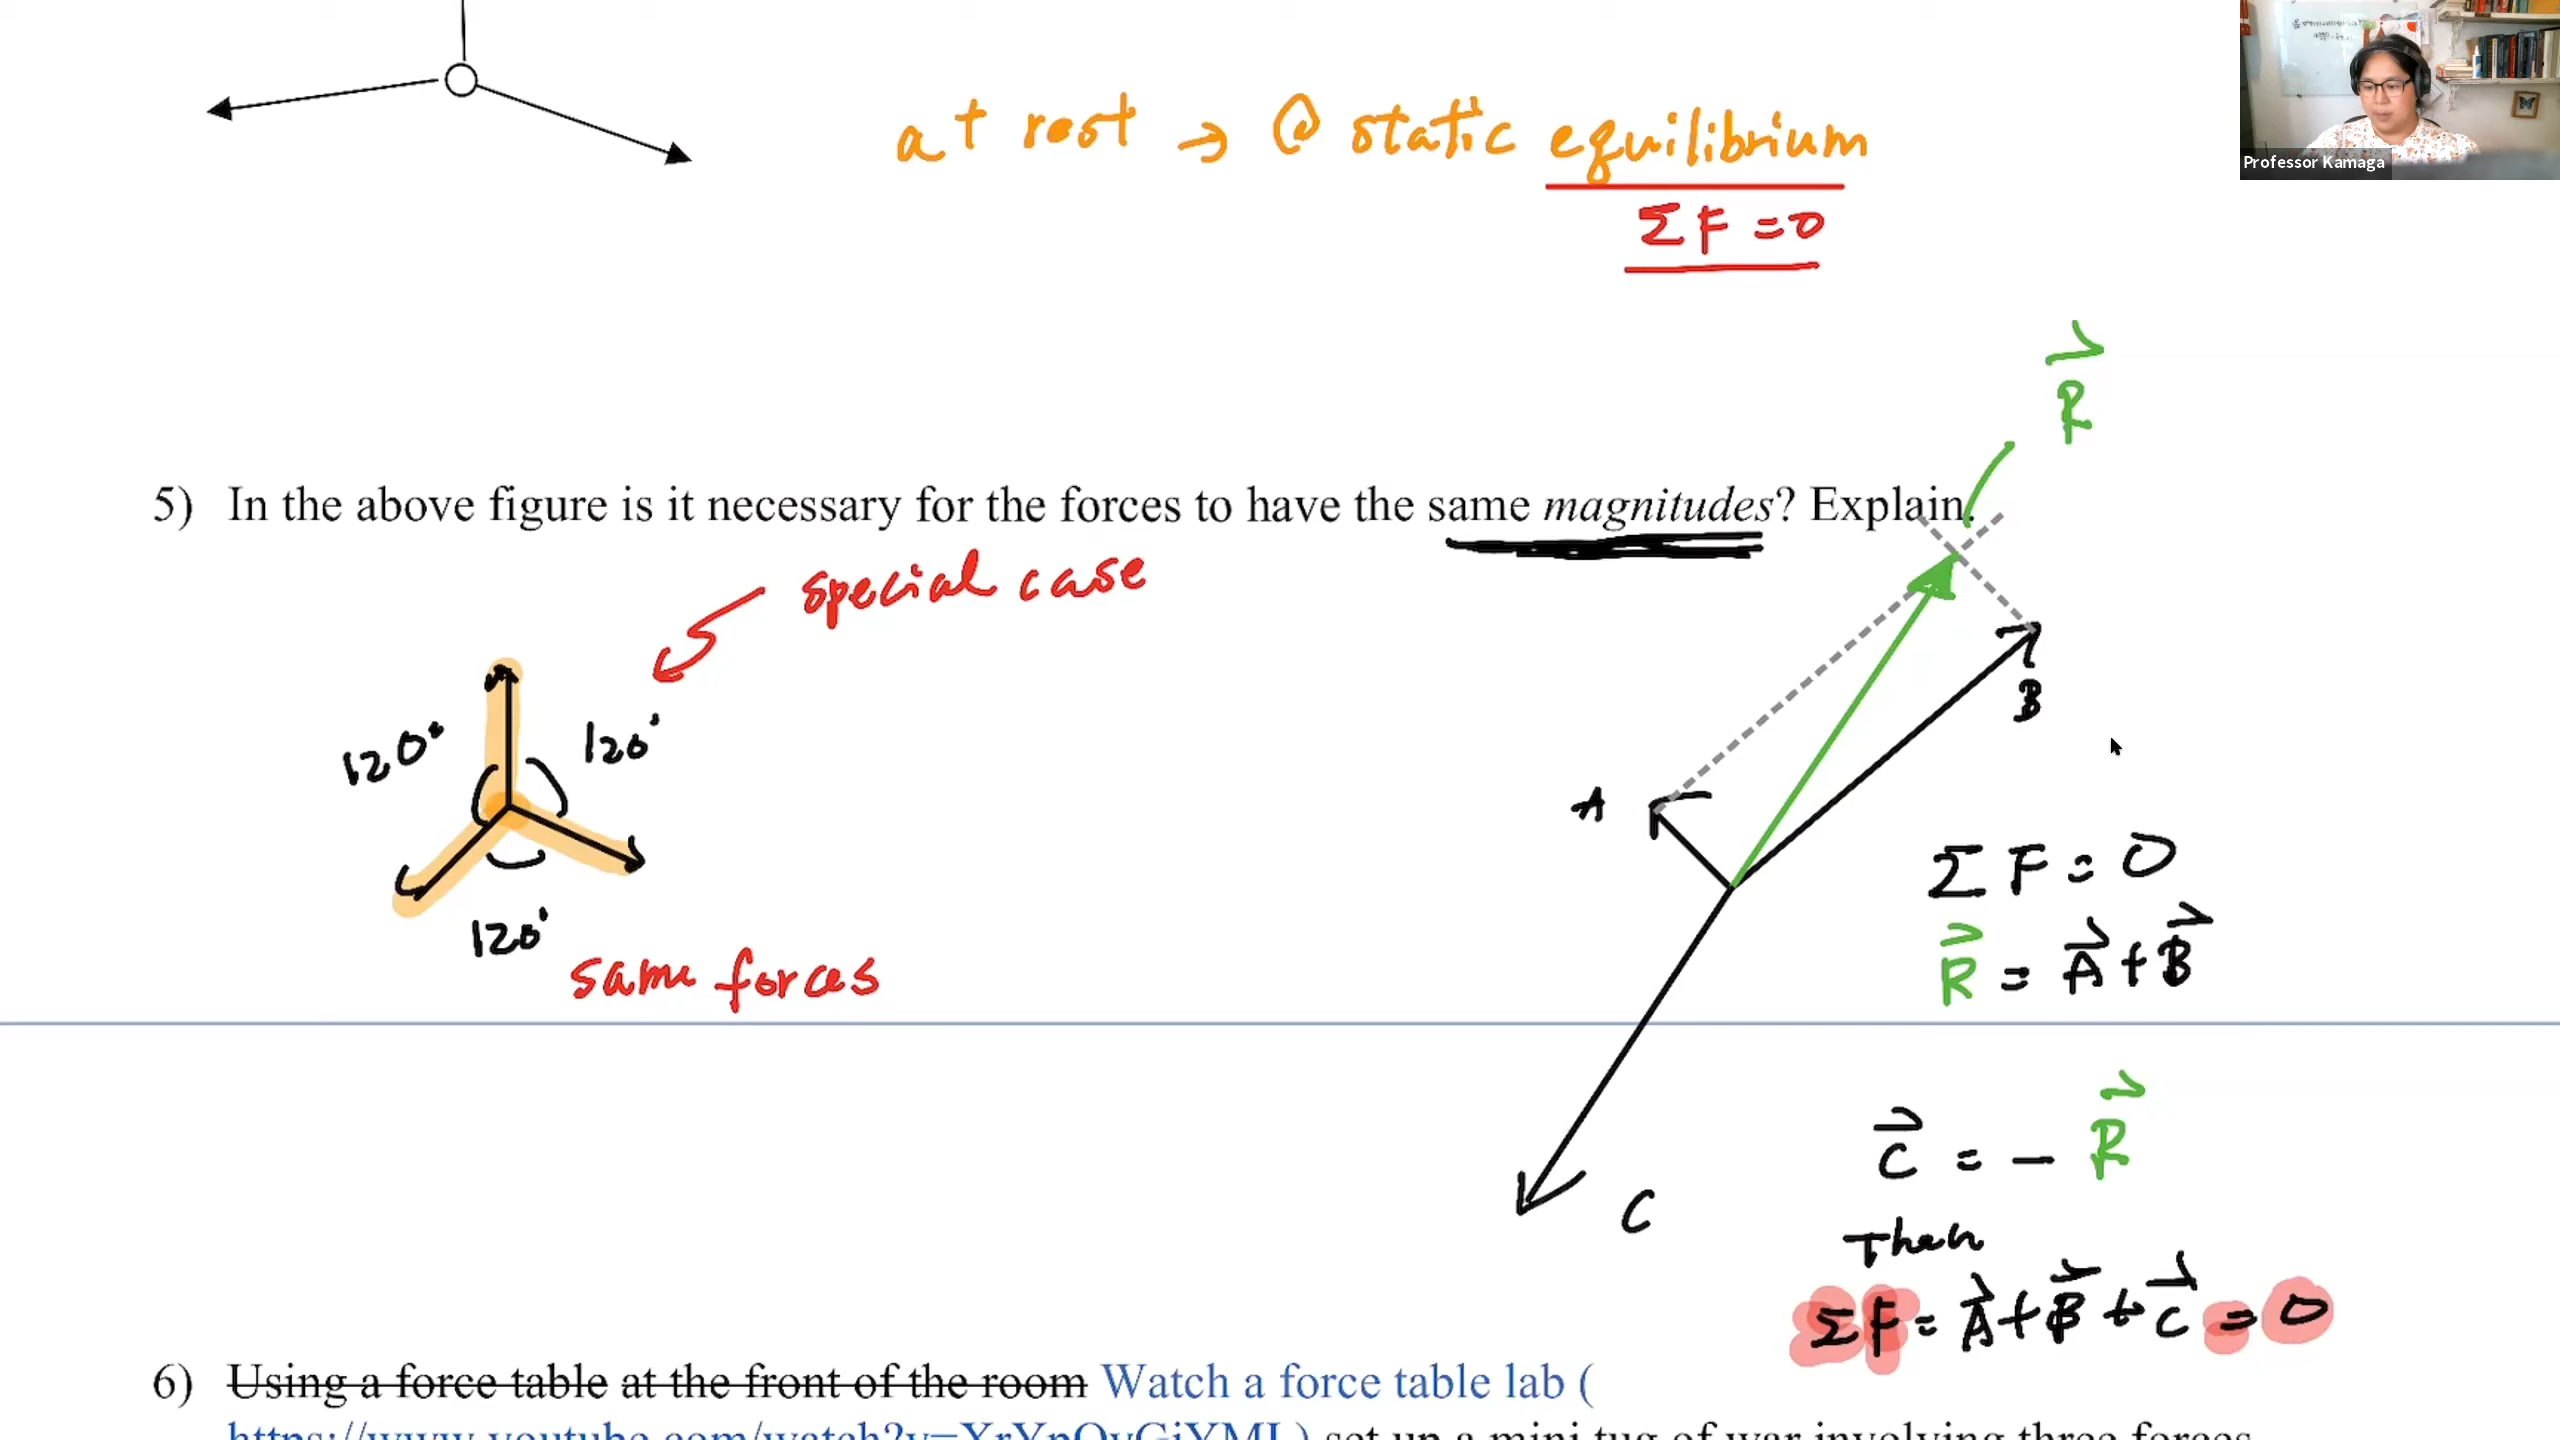 Professor Kamaga
at rest → @ static equilibrium
ΣF = 0
R⃗
5) In the above figure is it necessary for the forces to have the same magnitudes? Explain.
special case
120°
120°
120°
same forces
A
B
C
ΣF = 0
R⃗ = A⃗ + B⃗
C⃗ = - R⃗
Then
ΣF = A⃗ + B⃗ + C⃗ = 0
6) Using a force table at the front of the room Watch a force table lab (